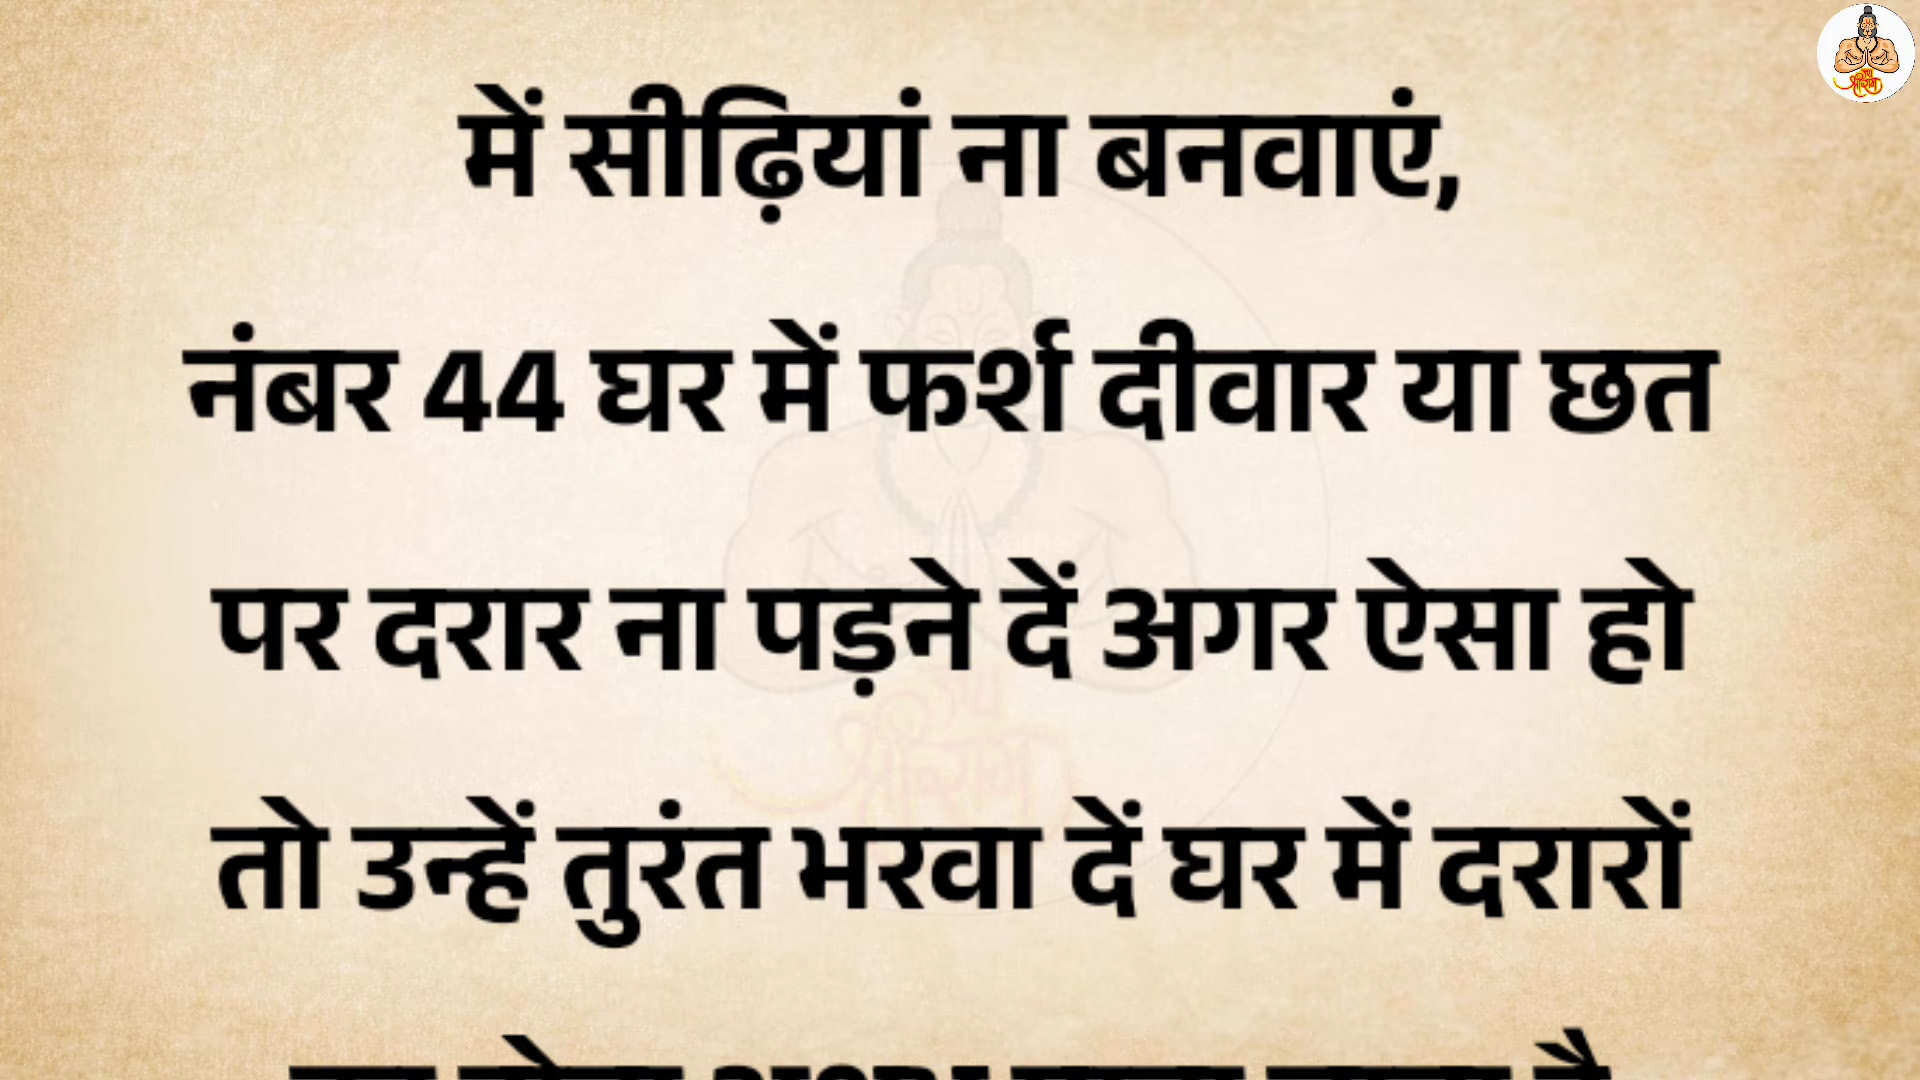 में सीढ़ियां ना बनवाएं,
नंबर 44 घर में फर्श दीवार या छत
पर दरार ना पड़ने दें अगर ऐसा हो
तो उन्हें तुरंत भरवा दें घर में दरारों